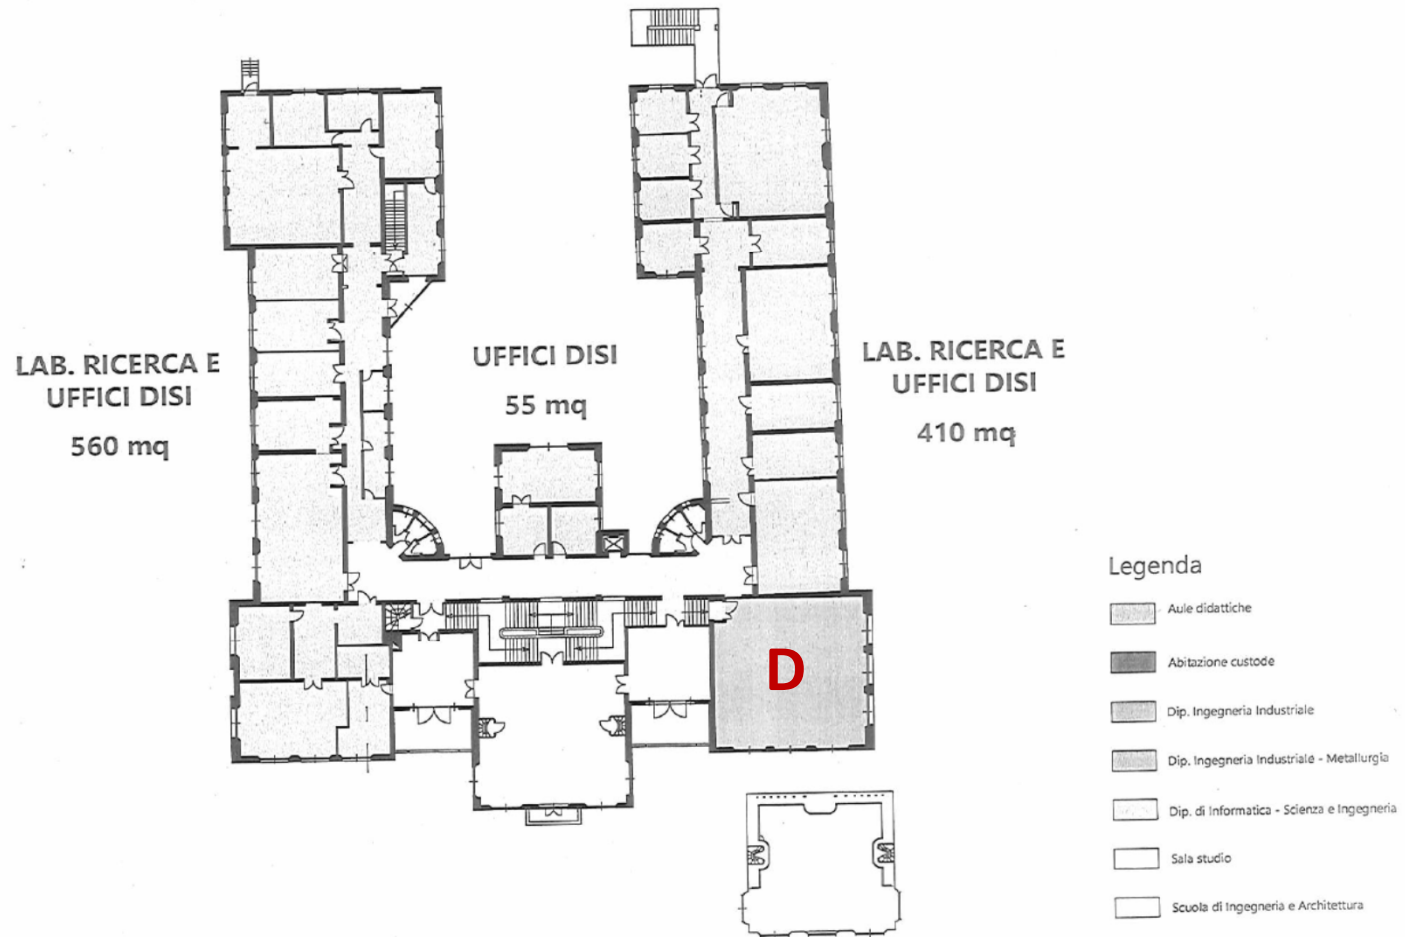 LAB. RICERCA E
UFFICI DISI
560 mq
UFFICI DISI
55 mq
LAB. RICERCA E
UFFICI DISI
410 mq
D
Legenda
Aule didattiche
Abitazione custode
Dip. Ingegneria Industriale
Dip. Ingegneria Industriale - Metallurgia
Dip. di Informatica - Scienza e Ingegneria
Sala studio
Scuola di Ingegneria e Architettura